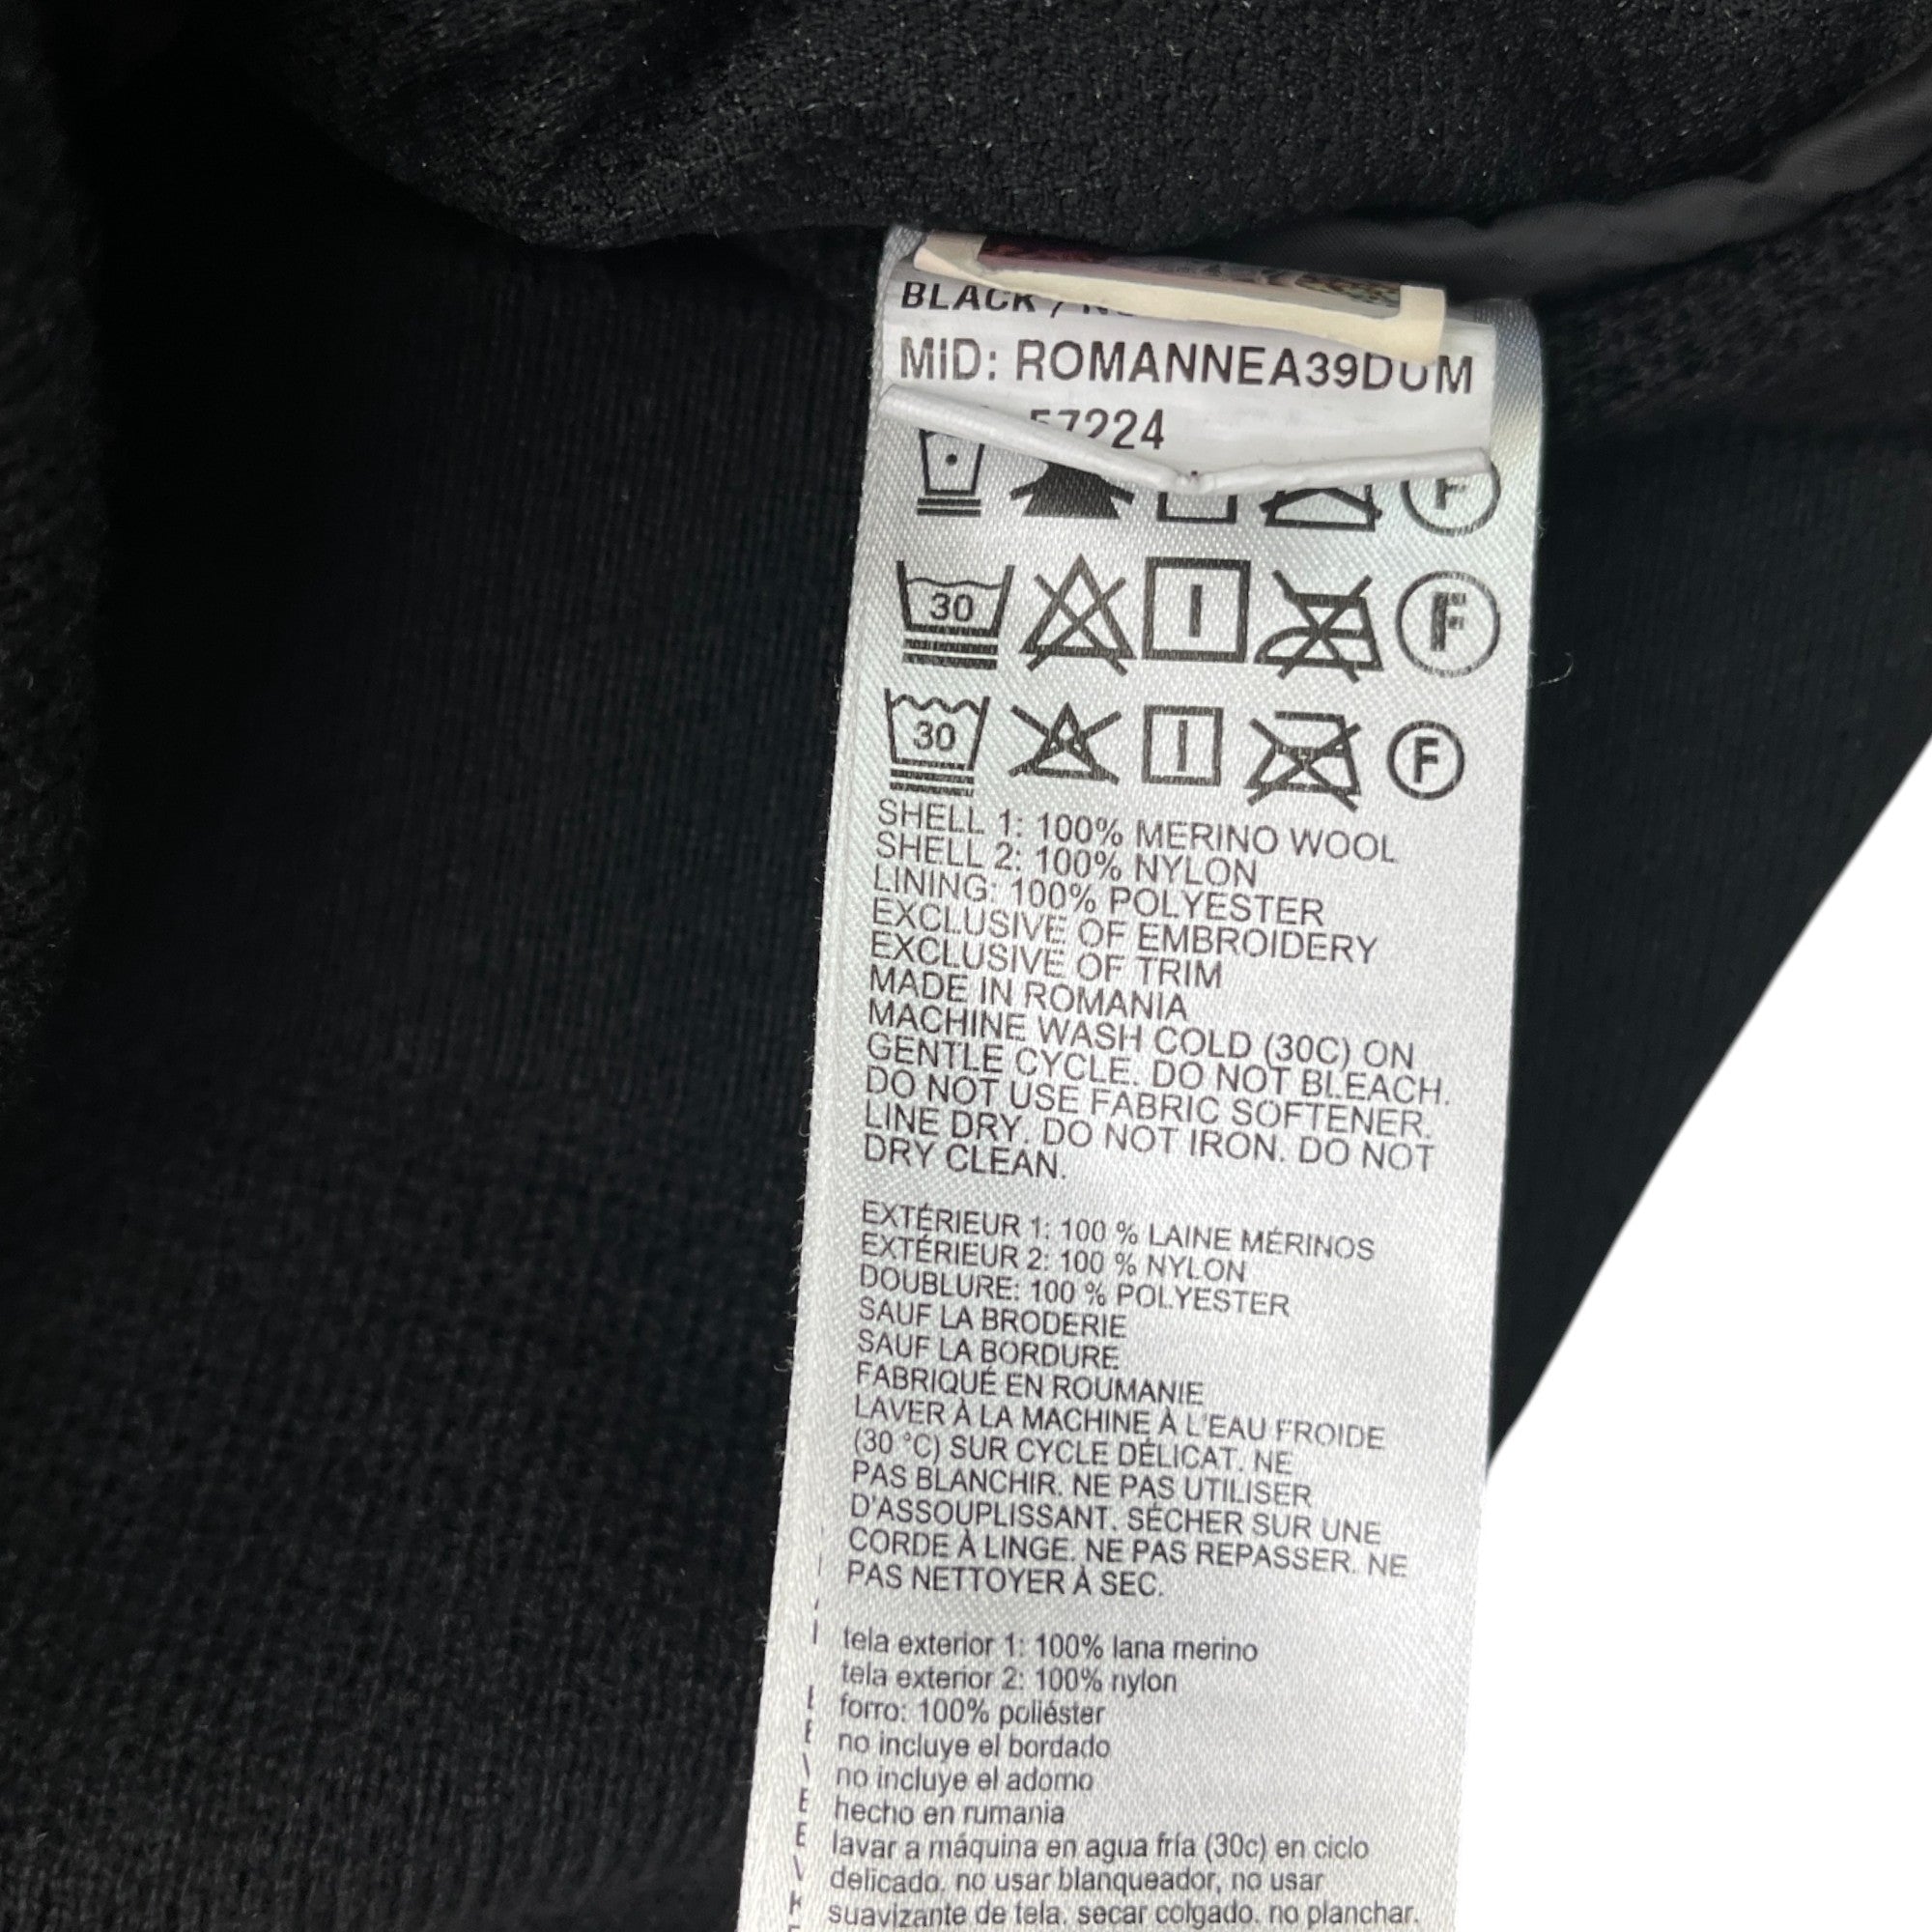 BLACK /
MID: ROMANNEA39DUM
57224
F
30 F
30 F
SHELL 1: 100% MERINO WOOL
SHELL 2: 100% NYLON
LINING: 100% POLYESTER
EXCLUSIVE OF EMBROIDERY
EXCLUSIVE OF TRIM
MADE IN ROMANIA
MACHINE WASH COLD (30C) ON
GENTLE CYCLE. DO NOT BLEACH.
DO NOT USE FABRIC SOFTENER.
LINE DRY. DO NOT IRON. DO NOT
DRY CLEAN.
EXTÉRIEUR 1: 100 % LAINE MÉRINOS
EXTÉRIEUR 2: 100 % NYLON
DOUBLURE: 100 % POLYESTER
SAUF LA BRODERIE
SAUF LA BORDURE
FABRIQUÉ EN ROUMANIE
LAVER À LA MACHINE À L'EAU FROIDE
(30 °C) SUR CYCLE DÉLICAT. NE
PAS BLANCHIR. NE PAS UTILISER
D'ASSOUPLISSANT. SÉCHER SUR UNE
CORDE À LINGE. NE PAS REPASSER. NE
PAS NETTOYER À SEC.
tela exterior 1: 100% lana merino
tela exterior 2: 100% nylon
forro: 100% poliéster
no incluye el bordado
no incluye el adorno
hecho en rumania
lavar a máquina en agua fría (30c) en ciclo
delicado. no usar blanqueador, no usar
suavizante de tela. secar colgado. no planchar.